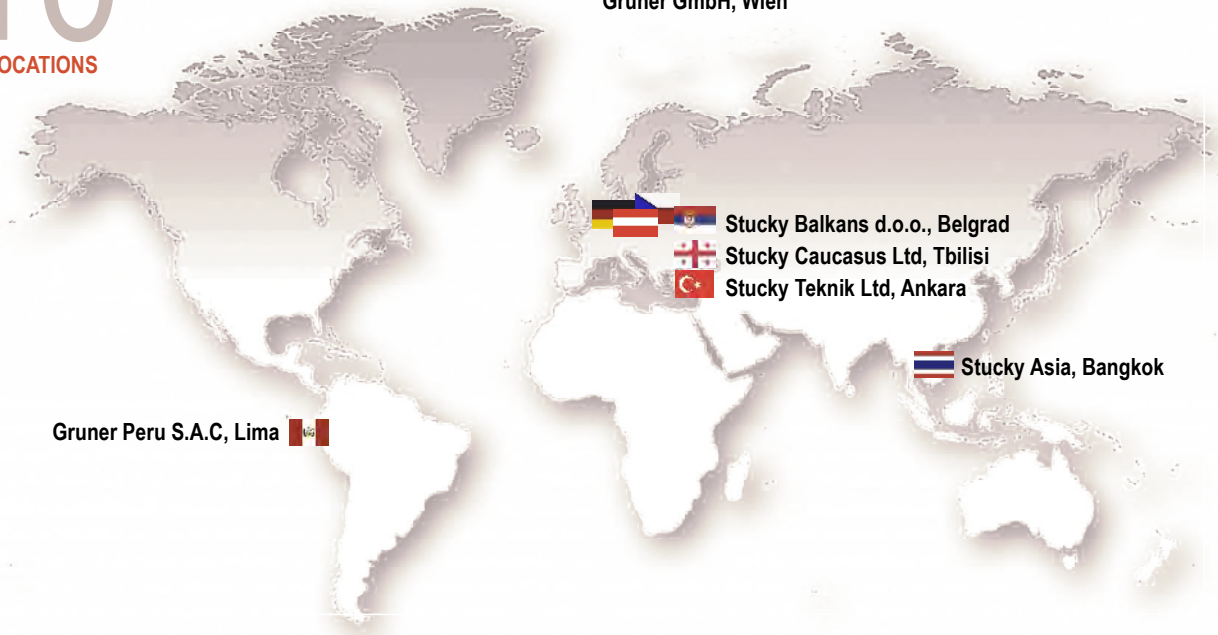 Gruner GmbH, Wien
10
OCATIONS
Stucky Balkans d.o.o., Belgrad
Stucky Caucasus Ltd, Tbilisi
Stucky Teknik Ltd, Ankara
Stucky Asia, Bangkok
Gruner Peru S.A.C, Lima